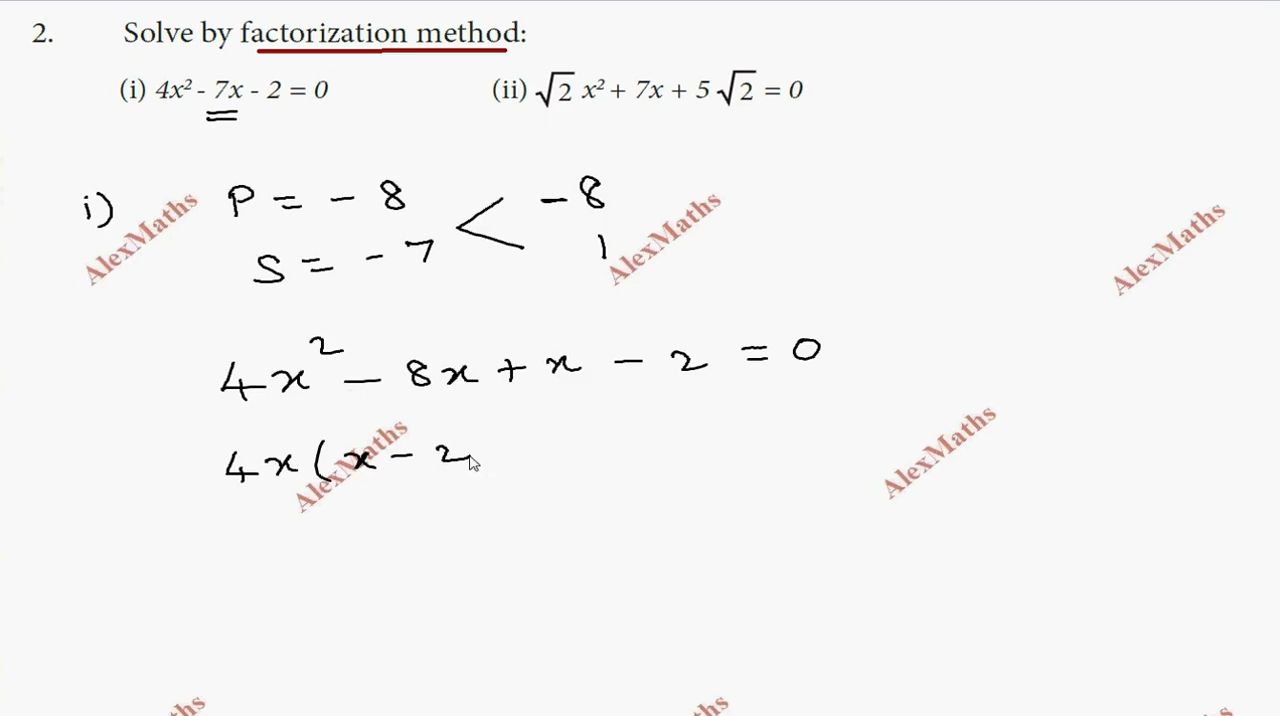 2. Solve by factorization method:
(i) 4x² - 7x - 2 = 0 (ii) √2 x² + 7x + 5 √2 = 0
i) P = - 8 < - 8
S = - 7 1
4x² - 8x + x - 2 = 0
4x (x - 2
AlexMaths
AlexMaths
AlexMaths
AlexMaths
AlexMaths